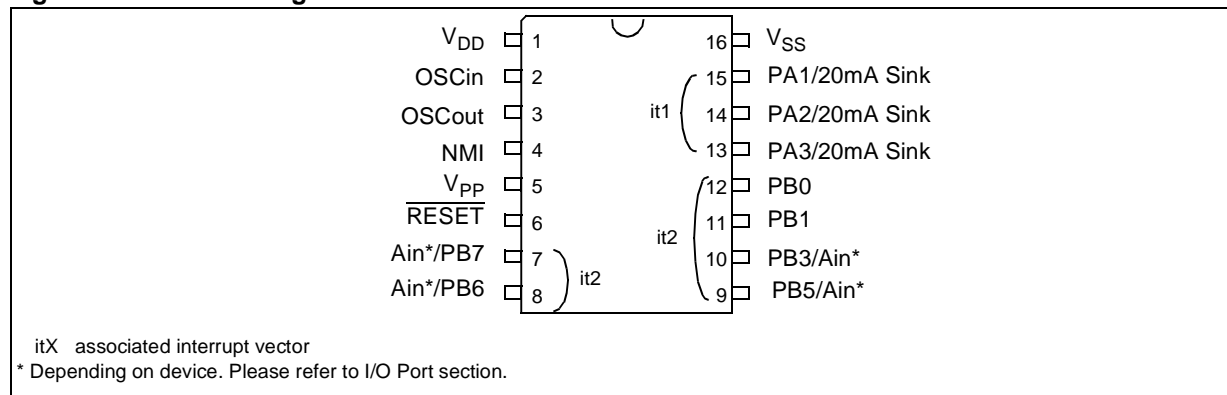 V_DD 1 16 V_SS
OSCin 2 15 PA1/20mA Sink
OSCout 3 it1 14 PA2/20mA Sink
NMI 4 13 PA3/20mA Sink
V_PP 5 12 PB0
RESET 6 11 PB1
it2
Ain*/PB7 7 10 PB3/Ain*
it2
Ain*/PB6 8 9 PB5/Ain*
itX associated interrupt vector
* Depending on device. Please refer to I/O Port section.